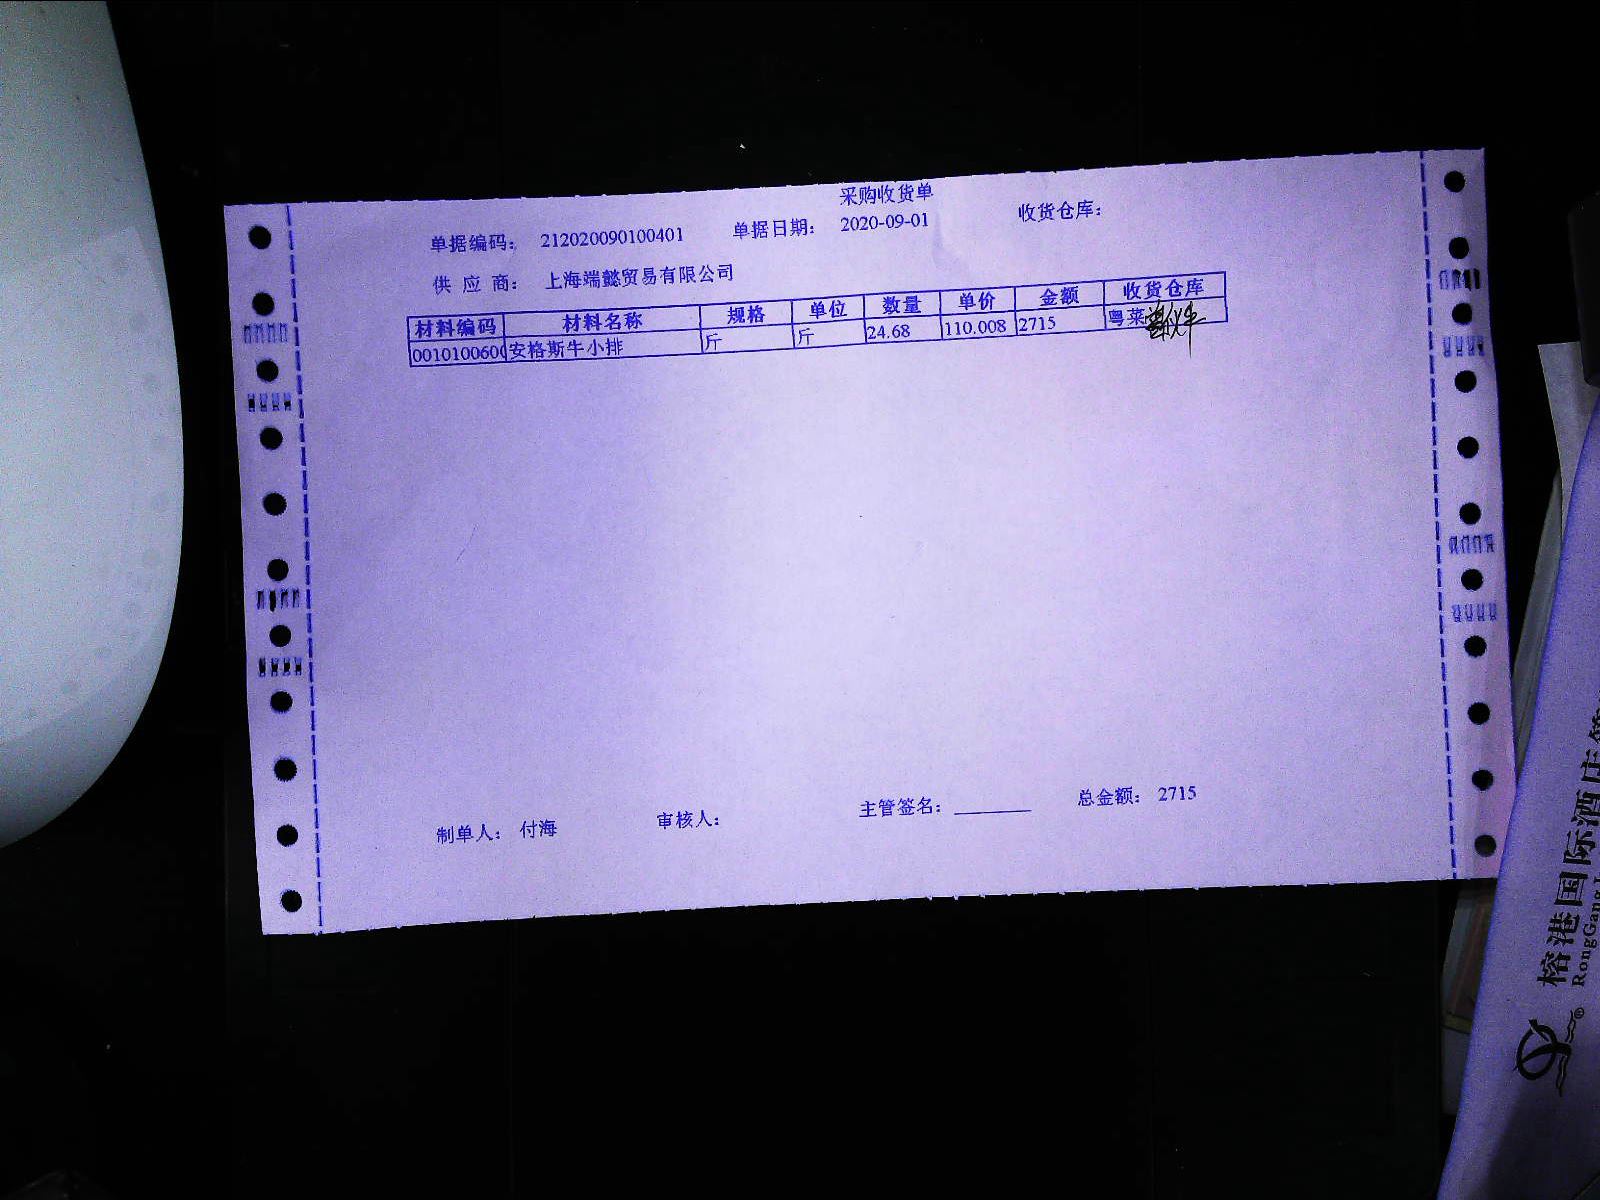 采购收货单
单据编码： 212020090100401 单据日期： 2020-09-01 收货仓库：
供 应 商： 上海端懿贸易有限公司
材料编码 材料名称 规格 单位 数量 单价 金额 收货仓库
0010100600 安格斯牛小排 斤 斤 24.68 110.008 2715 粤菜
制单人： 付海 审核人： 主管签名： 总金额： 2715
榕港国际酒店
RongGang